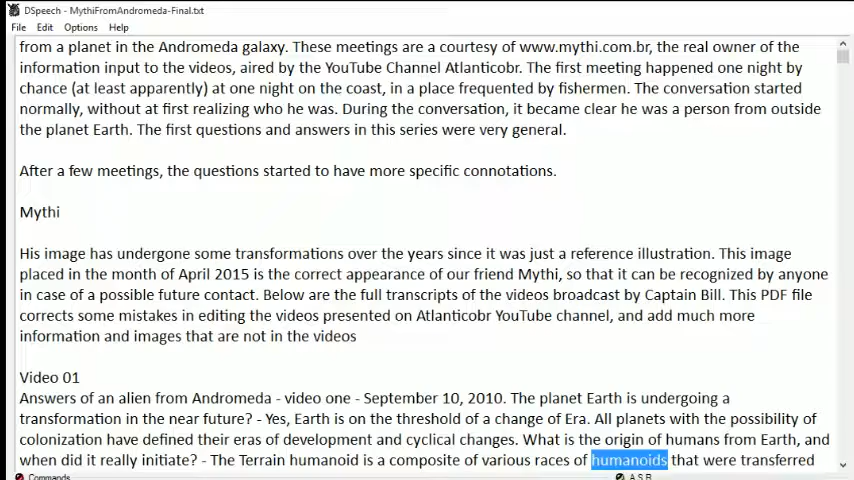 DSpeech - MythiFromAndromeda-Final.txt
File Edit Options Help
from a planet in the Andromeda galaxy. These meetings are a courtesy of www.mythi.com.br, the real owner of the
information input to the videos, aired by the YouTube Channel Atlanticobr. The first meeting happened one night by
chance (at least apparently) at one night on the coast, in a place frequented by fishermen. The conversation started
normally, without at first realizing who he was. During the conversation, it became clear he was a person from outside
the planet Earth. The first questions and answers in this series were very general.
After a few meetings, the questions started to have more specific connotations.
Mythi
His image has undergone some transformations over the years since it was just a reference illustration. This image
placed in the month of April 2015 is the correct appearance of our friend Mythi, so that it can be recognized by anyone
in case of a possible future contact. Below are the full transcripts of the videos broadcast by Captain Bill. This PDF file
corrects some mistakes in editing the videos presented on Atlanticobr YouTube channel, and add much more
information and images that are not in the videos
Video 01
Answers of an alien from Andromeda - video one - September 10, 2010. The planet Earth is undergoing a
transformation in the near future? - Yes, Earth is on the threshold of a change of Era. All planets with the possibility of
colonization have defined their eras of development and cyclical changes. What is the origin of humans from Earth, and
when did it really initiate? - The Terrain humanoid is a composite of various races of humanoids that were transferred
Commands A.S.R.